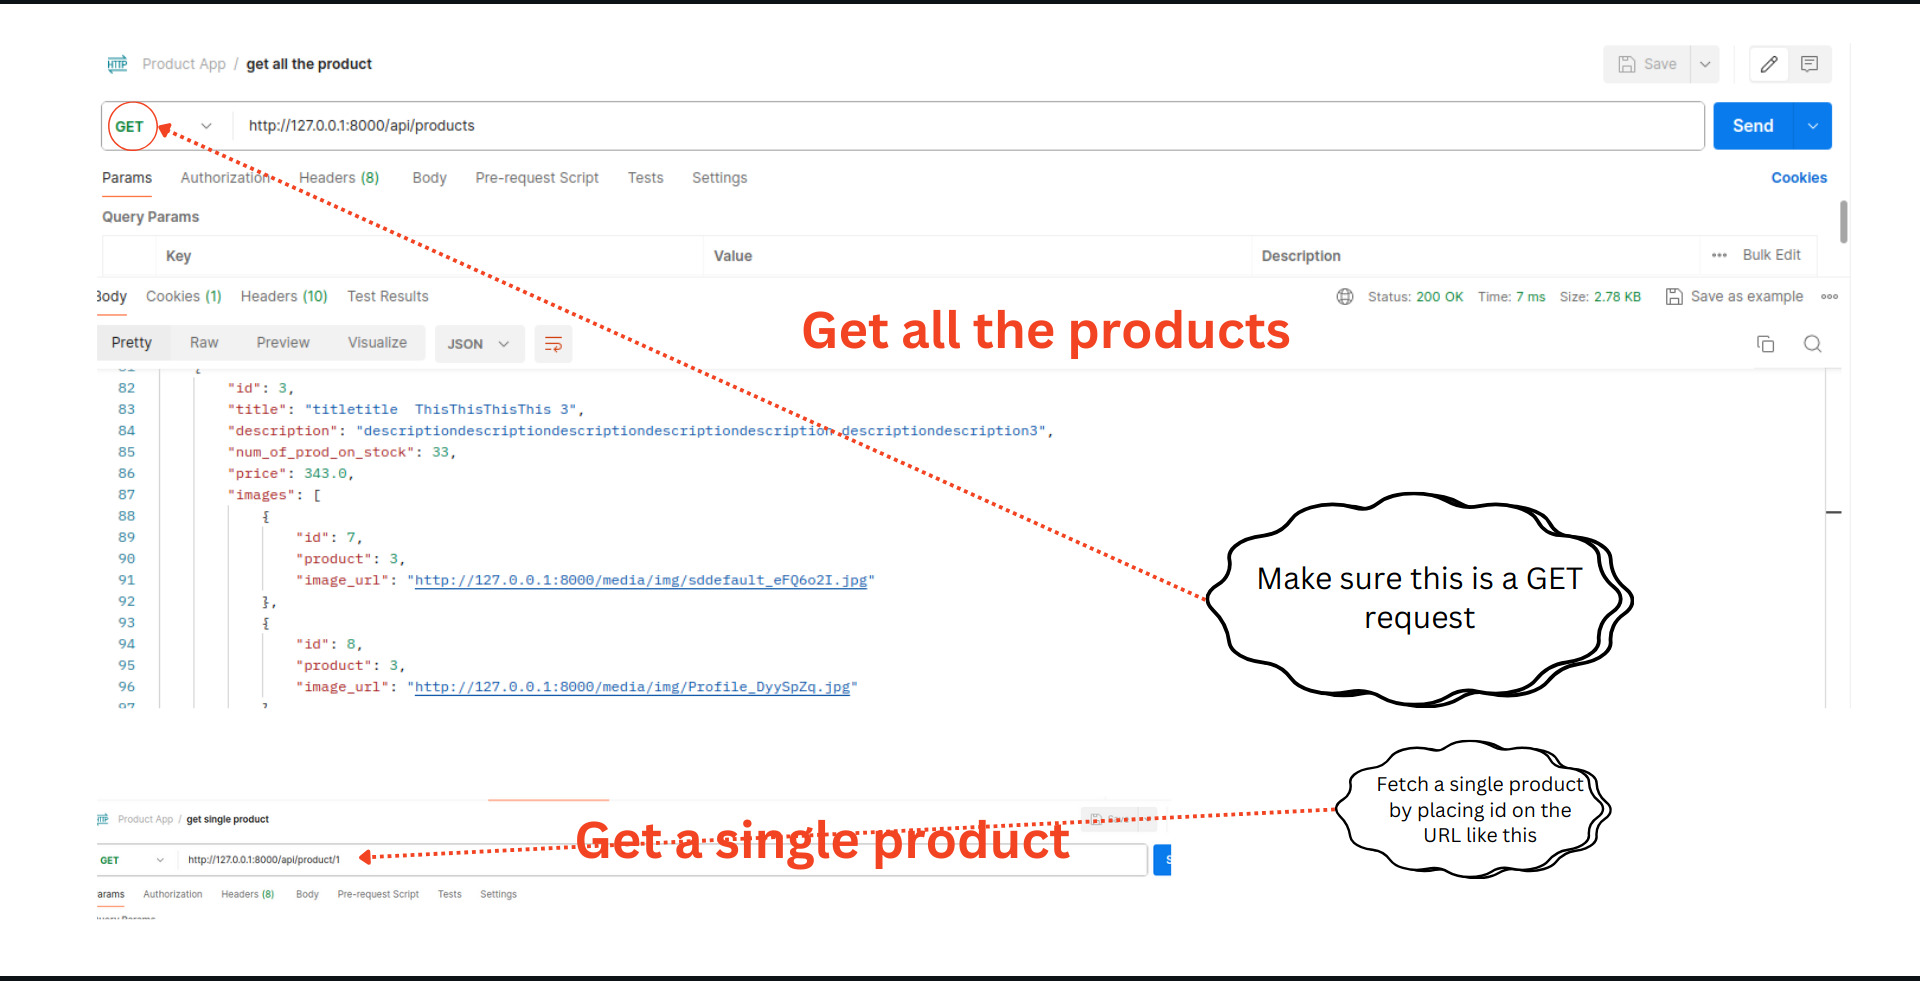 HTTP Product App / get all the product
Save
GET http://127.0.0.1:8000/api/products
Send
Params Authorization Headers (8) Body Pre-request Script Tests Settings
Cookies
Query Params
Key Value Description ••• Bulk Edit
Body Cookies (1) Headers (10) Test Results
Status: 200 OK Time: 7 ms Size: 2.78 KB Save as example
Get all the products
Pretty Raw Preview Visualize JSON
82 "id": 3,
83 "title": "titletitle  ThisThisThisThis 3",
84 "description": "descriptiondescriptiondescriptiondescriptiondescription descriptiondescription3",
85 "num_of_prod_on_stock": 33,
86 "price": 343.0,
87 "images": [
88 {
89 "id": 7,
90 "product": 3,
91 "image_url": "http://127.0.0.1:8000/media/img/sddefault_eFQ6o2I.jpg"
92 },
93 {
94 "id": 8,
95 "product": 3,
96 "image_url": "http://127.0.0.1:8000/media/img/Profile_DyySpZq.jpg"
97
Make sure this is a GET
request
Fetch a single product
by placing id on the
URL like this
Product App / get single product
Get a single product
GET http://127.0.0.1:8000/api/product/1
arams Authorization Headers (8) Body Pre-request Script Tests Settings